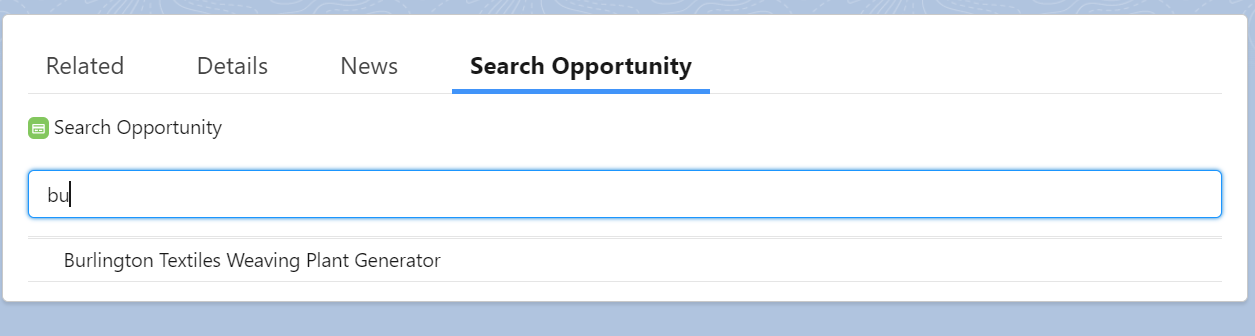 Related Details News Search Opportunity
Search Opportunity
bu
Burlington Textiles Weaving Plant Generator